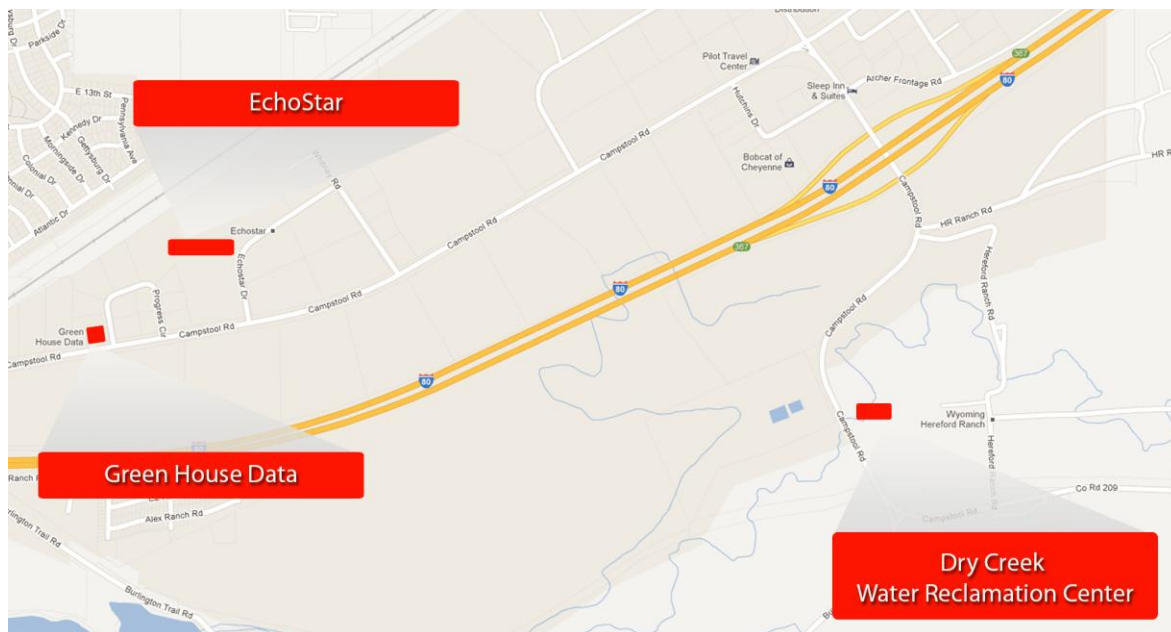 Parkside Dr
E 13th St
Pennsylvania Ave
Kennedy Dr
Morningside Dr
Gettysburg Dr
Colonial Dr
Atlantic Dr
EchoStar
Rd
Echostar
Echostar Dr
Progress Cir
Green
House Data
Campstool Rd
Campstool Rd
Campstool Rd
Campstool Rd
Campstool Rd
Distribution
Pilot Travel
Center
Hutchins Dr
Sleep Inn
& Suites
Archer Frontage Rd
367
80
Bobcat of
Cheyenne
80
Campstool Rd
HR Ranch Rd
HR R
367
80
80
Hereford Ranch Rd
Campstool Rd
Wyoming
Hereford Ranch
Campstool Rd
Hereford Ranch Rd
Co Rd 209
Campstool Rd
Green House Data
Ranch
Alex Ranch Rd
Burlington Trail Rd
Burlington Trail Rd
Dry Creek
Water Reclamation Center